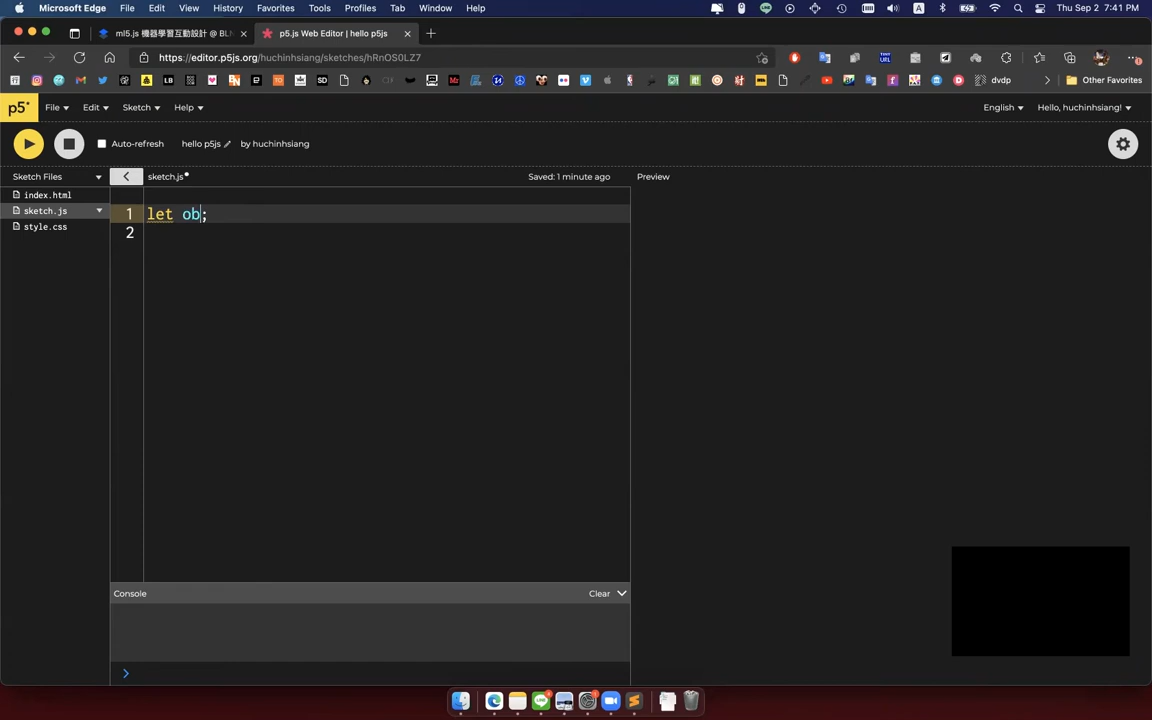 Microsoft Edge File Edit View History Favorites Tools Profiles Tab Window Help Thu Sep 2 7:41 PM
ml5.js 機器學習互動設計 @ BLN
p5.js Web Editor | hello p5js
https://editor.p5js.org/huchinhsiang/sketches/hRnOS0LZ7
dvdp
Other Favorites
p5* File Edit Sketch Help English Hello, huchinhsiang!
Auto-refresh hello p5js by huchinhsiang
Sketch Files sketch.js Saved: 1 minute ago Preview
index.html
sketch.js
style.css
1 let ob;
2
Console Clear
>